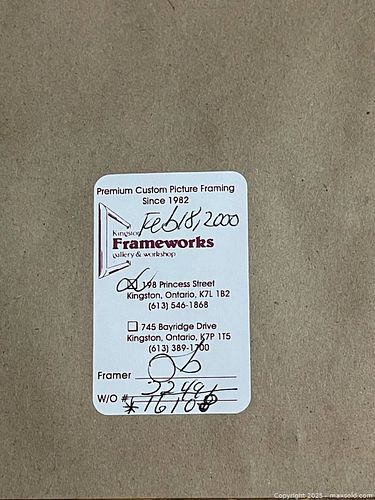 Premium Custom Picture Framing
Since 1982
Feb 18, 2000
Kingston
Frameworks
gallery & workshop
198 Princess Street
Kingston, Ontario, K7L 1B2
(613) 546-1868
745 Bayridge Drive
Kingston, Ontario, K7P 1T5
(613) 389-1700
Framer
W/O #
Copyright 2025 - maxsold.com